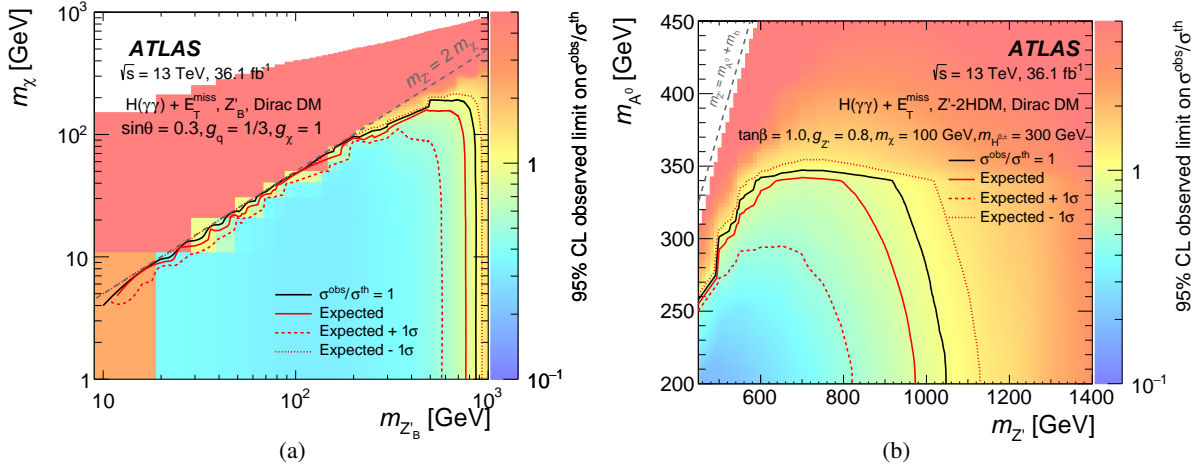 ATLAS
√s = 13 TeV, 36.1 fb⁻¹
H(γγ) + E_T^miss, Z'_B, Dirac DM
sinθ = 0.3, g_q = 1/3, g_χ = 1
m_Z' = 2 m_χ
σ^obs/σ^th = 1
Expected
Expected + 1σ
Expected - 1σ
m_χ [GeV]
10³
10²
10
1
10
10²
10³
m_Z'_B [GeV]
1
10⁻¹
95% CL observed limit on σ^obs/σ^th
(a)
ATLAS
√s = 13 TeV, 36.1 fb⁻¹
H(γγ) + E_T^miss, Z'-2HDM, Dirac DM
tanβ = 1.0, g_Z' = 0.8, m_χ = 100 GeV, m_H^0,± = 300 GeV
m_Z' = m_A⁰ + m_h
σ^obs/σ^th = 1
Expected
Expected + 1σ
Expected - 1σ
m_A⁰ [GeV]
450
400
350
300
250
200
600
800
1000
1200
1400
m_Z' [GeV]
1
10⁻¹
95% CL observed limit on σ^obs/σ^th
(b)